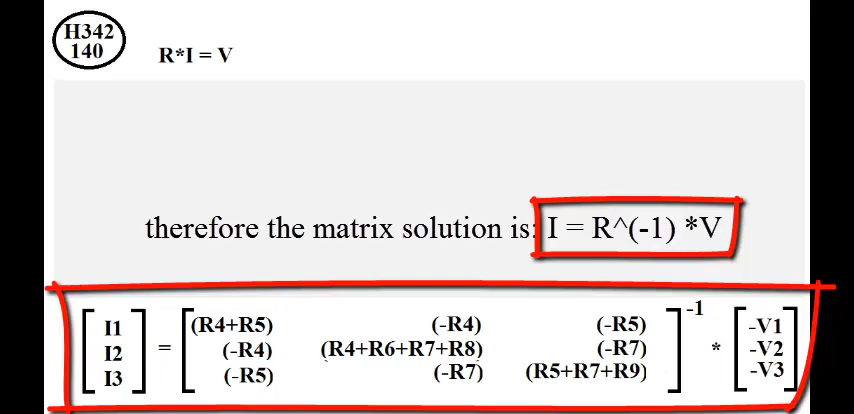 H342
140
R*I = V
therefore the matrix solution is: I = R^(-1) *V
-1
I1 (R4+R5) (-R4) (-R5) -V1
I2 = (-R4) (R4+R6+R7+R8) (-R7) * -V2
I3 (-R5) (-R7) (R5+R7+R9) -V3